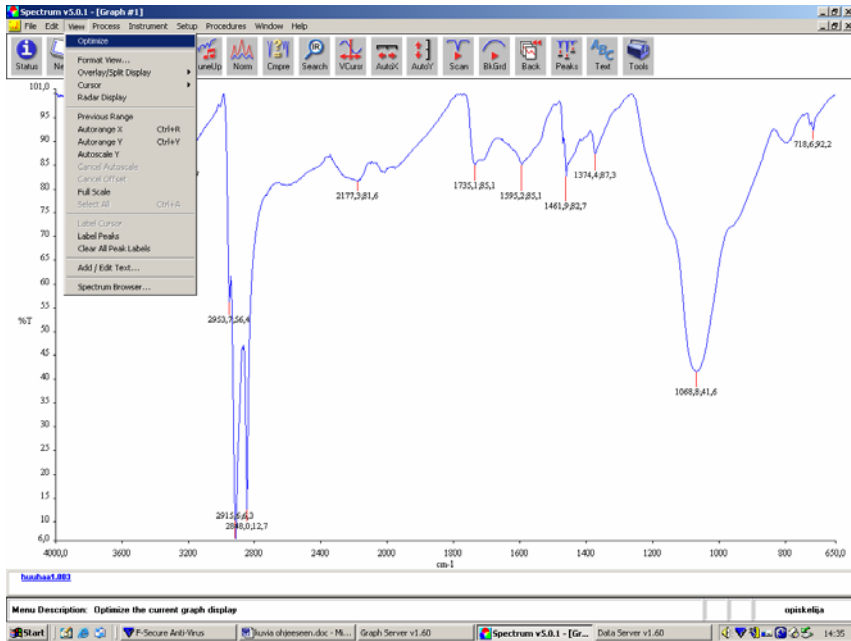 Spectrum v5.0.1 - [Graph #1]
File Edit View Process Instrument Setup Procedures Window Help
Status Norm Cmpre Search VCursr AutoX AutoY Scan BkGrd Back Peaks Text Tools
Optimize
Format View...
Overlay/Split Display
Cursor
Radar Display
Previous Range
Autorange X Ctrl+R
Autorange Y Ctrl+Y
Autoscale Y
Cancel Autoscale
Cancel Offset
Full Scale
Select All Ctrl+A
Label Cursor
Label Peaks
Clear All Peak Labels
Add / Edit Text...
Spectrum Browser...
101,0
95
90
85
80
75
70
65
60
55
%T
50
45
40
35
30
25
20
15
10
6,0
718,6;92,2
1735,1;85,1
1374,4;87,3
2177,3;81,6
1595,2;85,1
1461,9;82,7
2953,7;56,4
1068,8;41,6
2915,6;6,3
2848,0;12,7
4000,0 3600 3200 2800 2400 2000 1800 1600 1400 1200 1000 800 650,0
cm-1
huuhaa1.003
Menu Description: Optimize the current graph display opiskelija
Start F-Secure Anti-Virus kuvia ohjeeseen.doc - Mi... Graph Server v1.60 Spectrum v5.0.1 - [Gr... Data Server v1.60 14:35